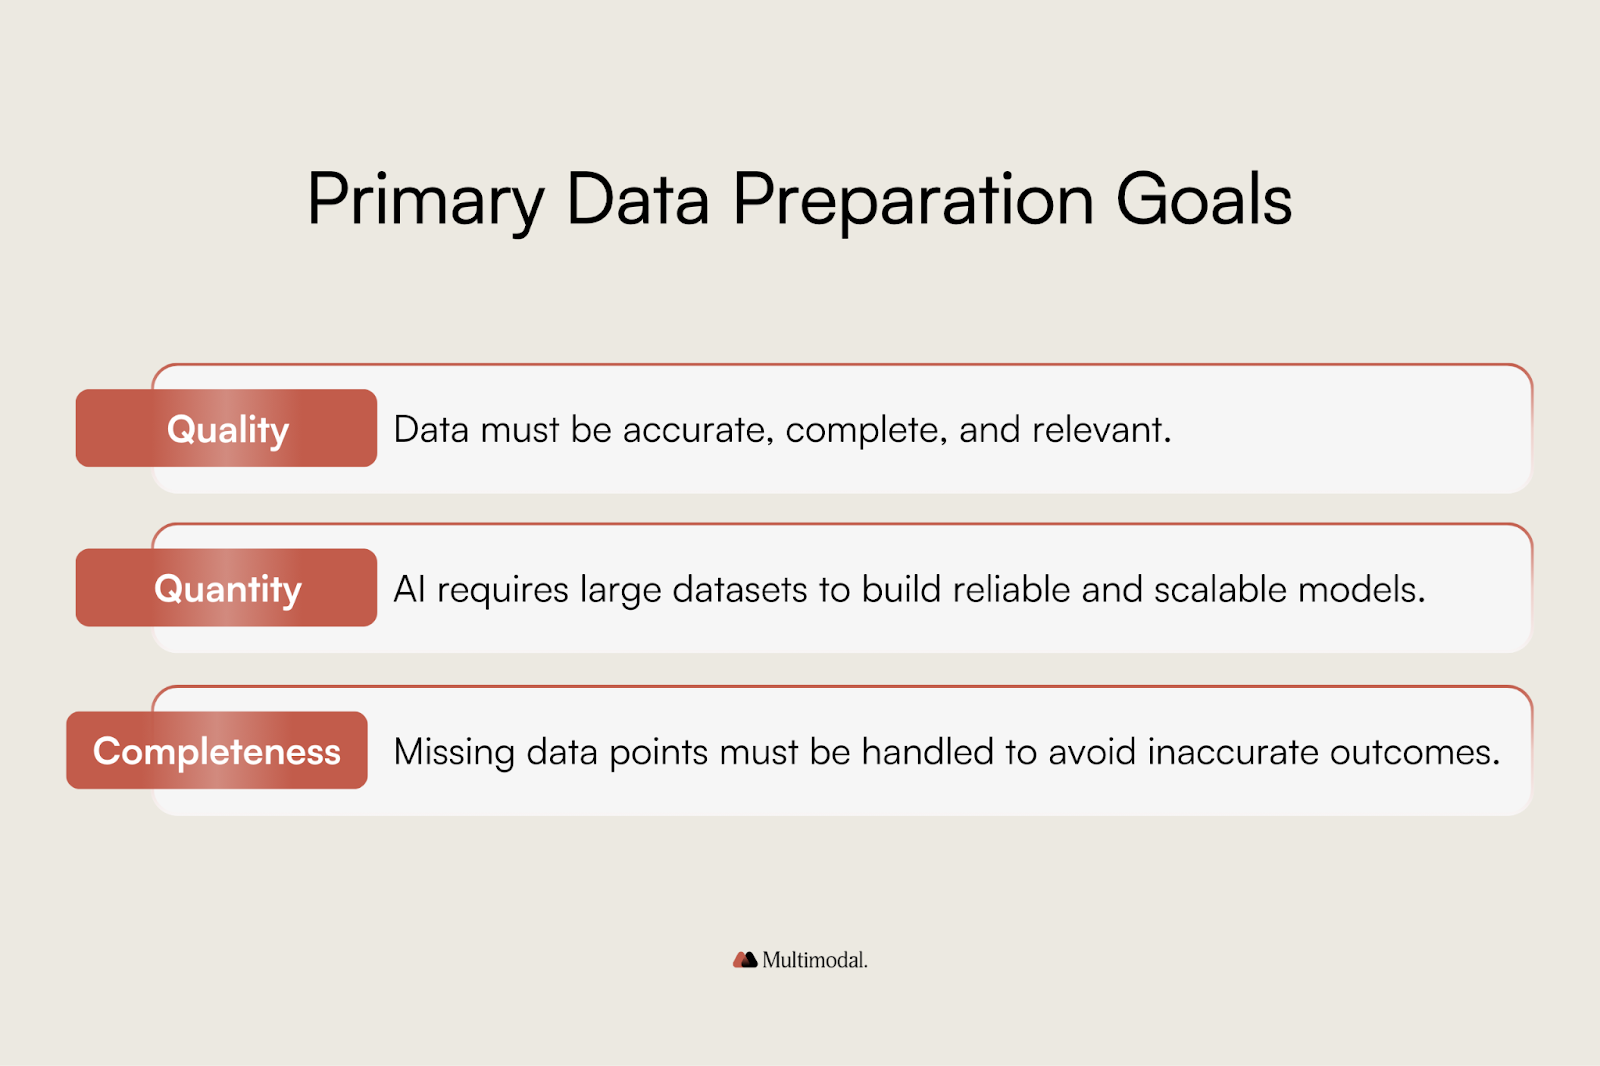 Primary Data Preparation Goals
Quality
Data must be accurate, complete, and relevant.
Quantity
AI requires large datasets to build reliable and scalable models.
Completeness
Missing data points must be handled to avoid inaccurate outcomes.
Multimodal.